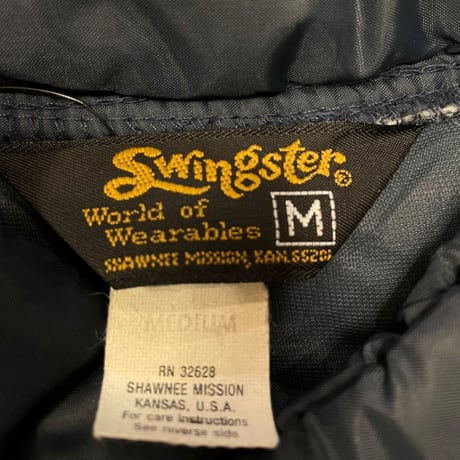 Swingster®
World of
Wearables
M
SHAWNEE MISSION, KAN.
MEDIUM
RN 32628
SHAWNEE MISSION
KANSAS, U.S.A.
For care instructions
See reverse side